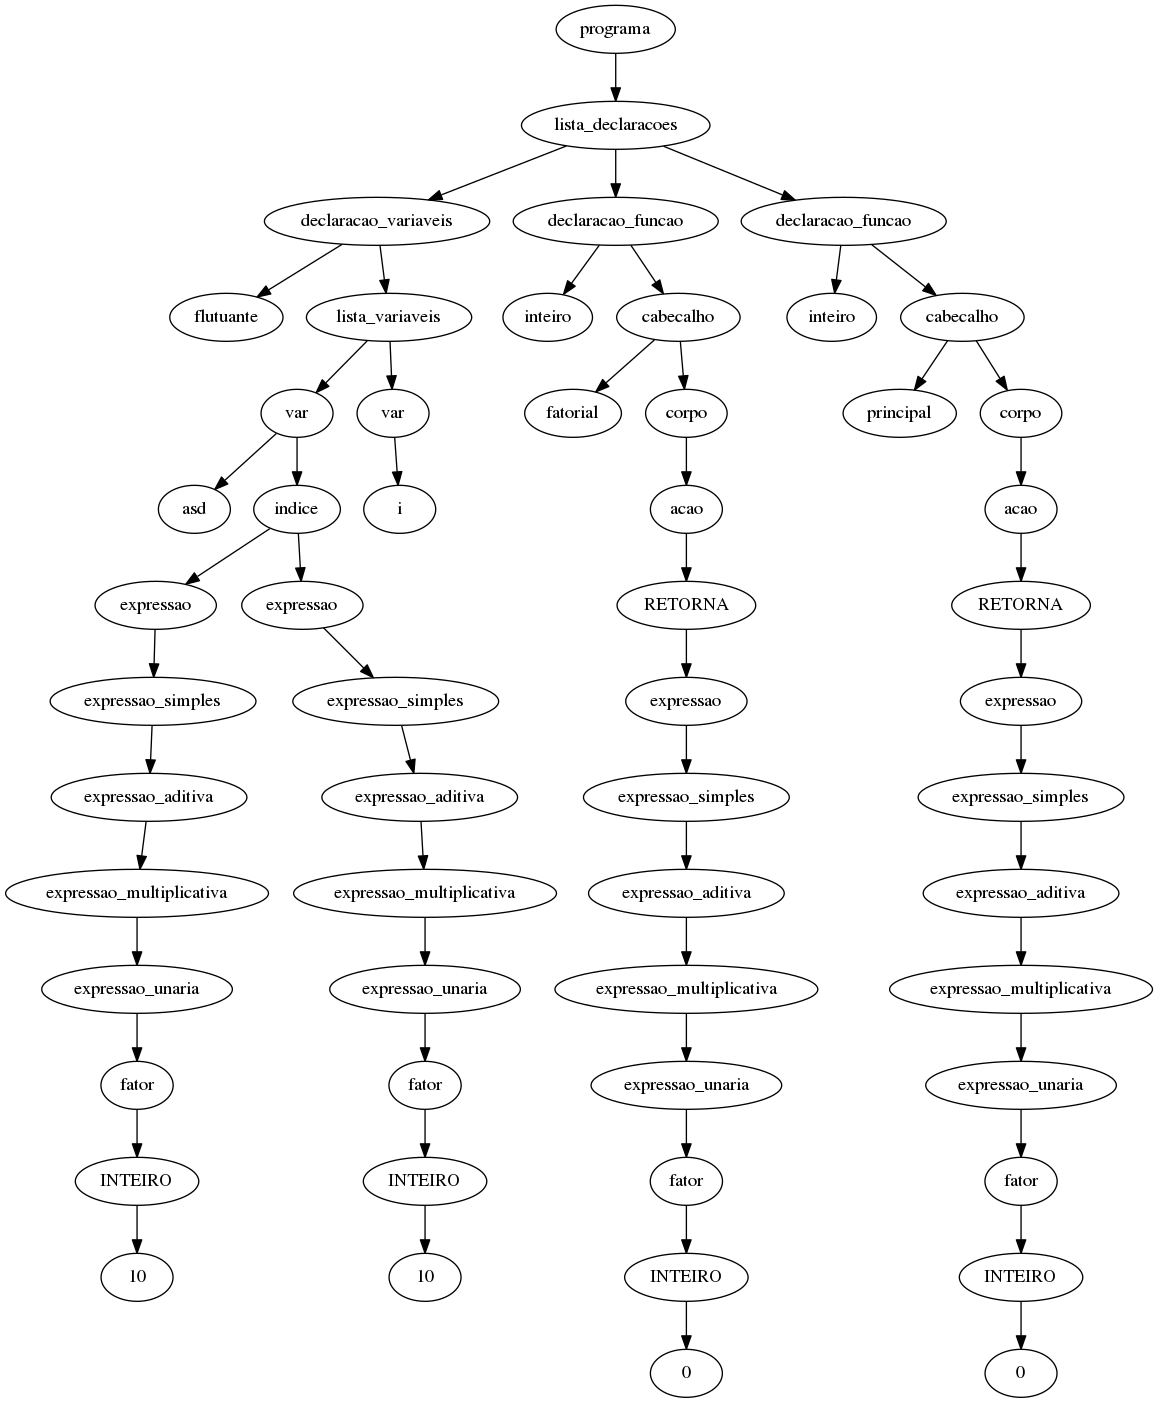 programa
lista_declaracoes
declaracao_variaveis declaracao_funcao declaracao_funcao
flutuante lista_variaveis inteiro cabecalho inteiro cabecalho
var var fatorial corpo principal corpo
asd indice i acao acao
expressao expressao RETORNA RETORNA
expressao_simples expressao_simples expressao expressao
expressao_aditiva expressao_aditiva expressao_simples expressao_simples
expressao_multiplicativa expressao_multiplicativa expressao_aditiva expressao_aditiva
expressao_unaria expressao_unaria expressao_multiplicativa expressao_multiplicativa
fator fator expressao_unaria expressao_unaria
INTEIRO INTEIRO fator fator
10 10 INTEIRO INTEIRO
0 0